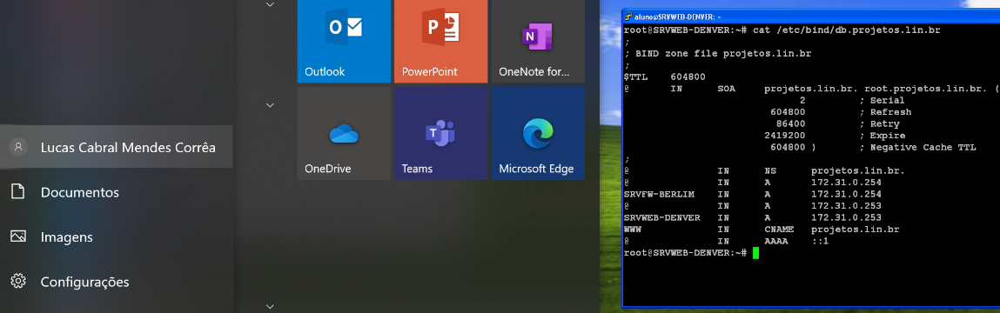 Outlook
PowerPoint
OneNote for...
OneDrive
Teams
Microsoft Edge
Lucas Cabral Mendes Corrêa
Documentos
Imagens
Configurações
aluno@SRVWEB-DENVER: ~
root@SRVWEB-DENVER:~# cat /etc/bind/db.projetos.lin.br
;
; BIND zone file projetos.lin.br
;
$TTL 604800
@ IN SOA projetos.lin.br. root.projetos.lin.br. (
2 ; Serial
604800 ; Refresh
86400 ; Retry
2419200 ; Expire
604800 ) ; Negative Cache TTL
;
@ IN NS projetos.lin.br.
@ IN A 172.31.0.254
SRVFW-BERLIM IN A 172.31.0.254
@ IN A 172.31.0.253
SRVWEB-DENVER IN A 172.31.0.253
WWW IN CNAME projetos.lin.br
@ IN AAAA ::1
root@SRVWEB-DENVER:~#